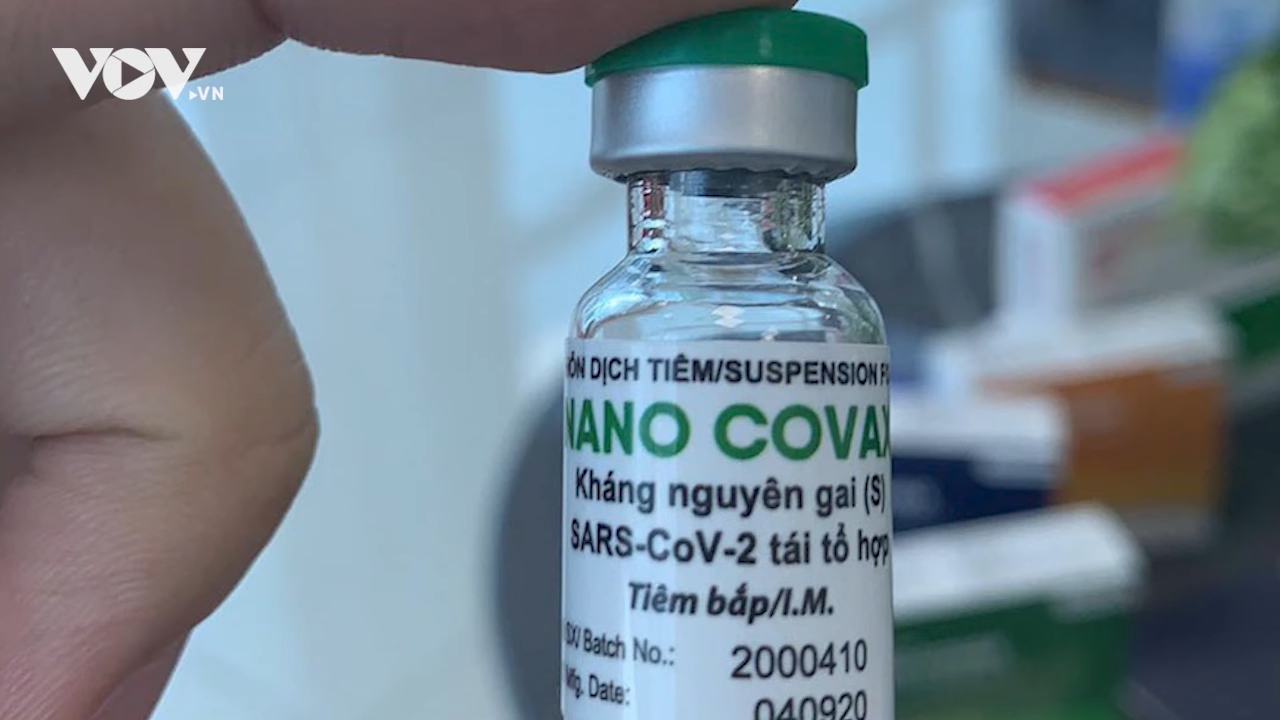 VOV.VN
DỊCH TIÊM/SUSPENSION
NANO COVAX
Kháng nguyên gai (S)
SARS-CoV-2 tái tổ hợp
Tiêm bắp/I.M.
SX/ Batch No.: 2000410
Mfg. Date: 040920